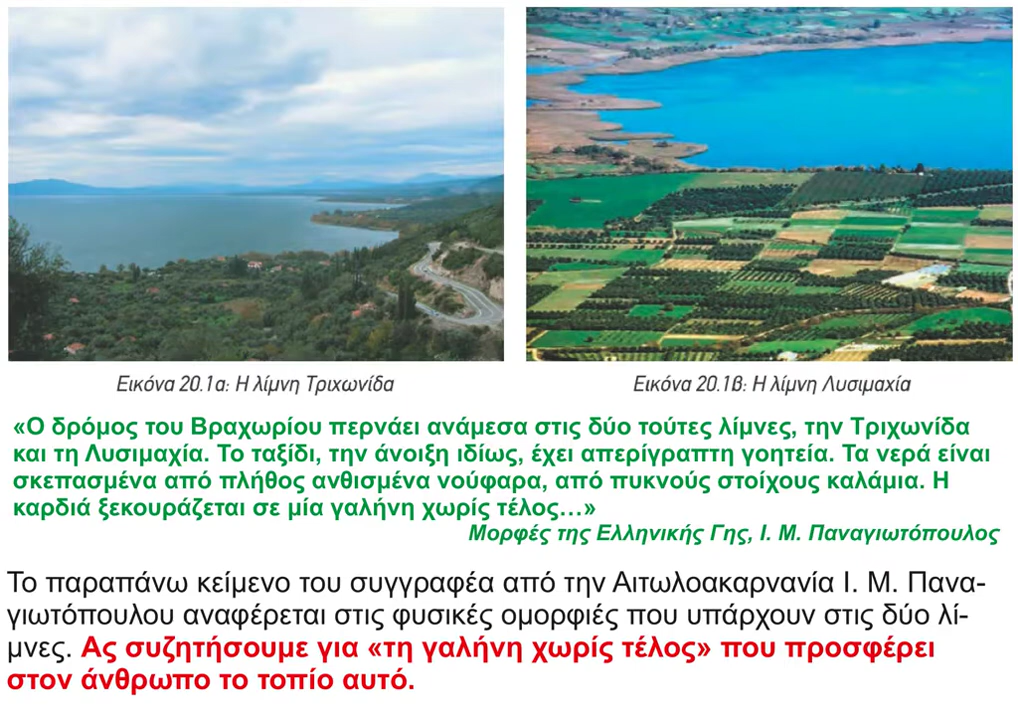 Εικόνα 20.1α: Η λίμνη Τριχωνίδα
Εικόνα 20.1β: Η λίμνη Λυσιμαχία
«Ο δρόμος του Βραχωρίου περνάει ανάμεσα στις δύο τούτες λίμνες, την Τριχωνίδα
και τη Λυσιμαχία. Το ταξίδι, την άνοιξη ιδίως, έχει απερίγραπτη γοητεία. Τα νερά είναι
σκεπασμένα από πλήθος ανθισμένα νούφαρα, από πυκνούς στοίχους καλάμια. Η
καρδιά ξεκουράζεται σε μία γαλήνη χωρίς τέλος…»
Μορφές της Ελληνικής Γης, Ι. Μ. Παναγιωτόπουλος
Το παραπάνω κείμενο του συγγραφέα από την Αιτωλοακαρνανία Ι. Μ. Πανα-
γιωτόπουλου αναφέρεται στις φυσικές ομορφιές που υπάρχουν στις δύο λί-
μνες. Ας συζητήσουμε για «τη γαλήνη χωρίς τέλος» που προσφέρει
στον άνθρωπο το τοπίο αυτό.